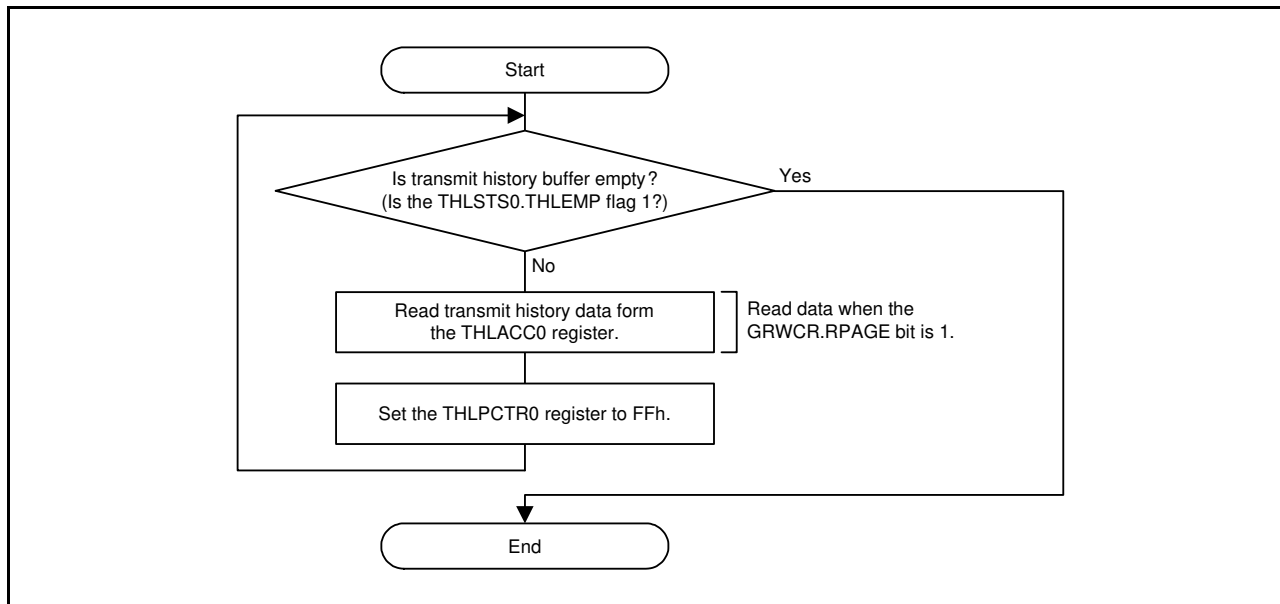 Start
Is transmit history buffer empty?
(Is the THLSTS0.THLEMP flag 1?)
Yes
No
Read transmit history data form
the THLACC0 register.
Read data when the
GRWCR.RPAGE bit is 1.
Set the THLPCTR0 register to FFh.
End